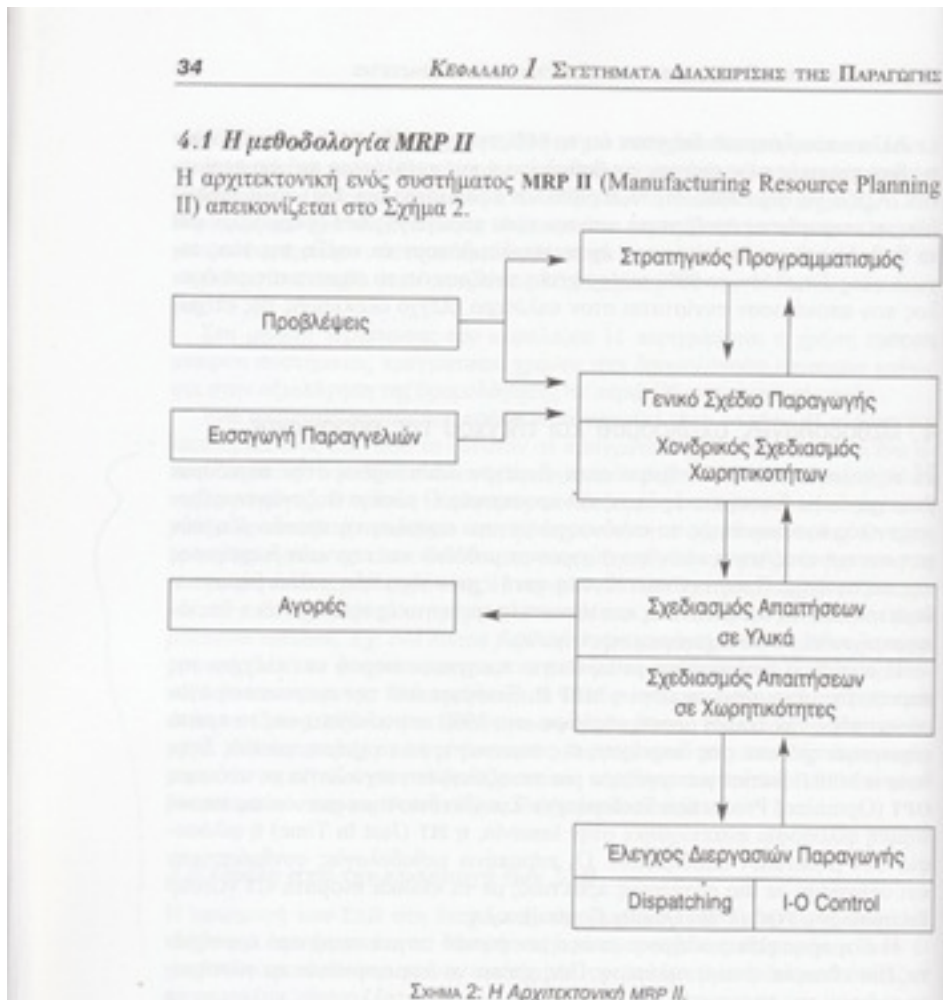 34
ΚΕΦΑΛΑΙΟ 1 ΣΥΣΤΗΜΑΤΑ ΔΙΑΧΕΙΡΙΣΗΣ ΤΗΣ ΠΑΡΑΓΩΓΗΣ
4.1 Η μεθοδολογία MRP II
Η αρχιτεκτονική ενός συστήματος MRP II (Manufacturing Resource Planning
II) απεικονίζεται στο Σχήμα 2.
Στρατηγικός Προγραμματισμός
Προβλέψεις
Γενικό Σχέδιο Παραγωγής
Εισαγωγή Παραγγελιών
Χονδρικός Σχεδιασμός
Χωρητικοτήτων
Αγορές
Σχεδιασμός Απαιτήσεων
σε Υλικά
Σχεδιασμός Απαιτήσεων
σε Χωρητικότητες
Έλεγχος Διεργασιών Παραγωγής
Dispatching
I-O Control
ΣΧΗΜΑ 2: Η Αρχιτεκτονική MRP II.